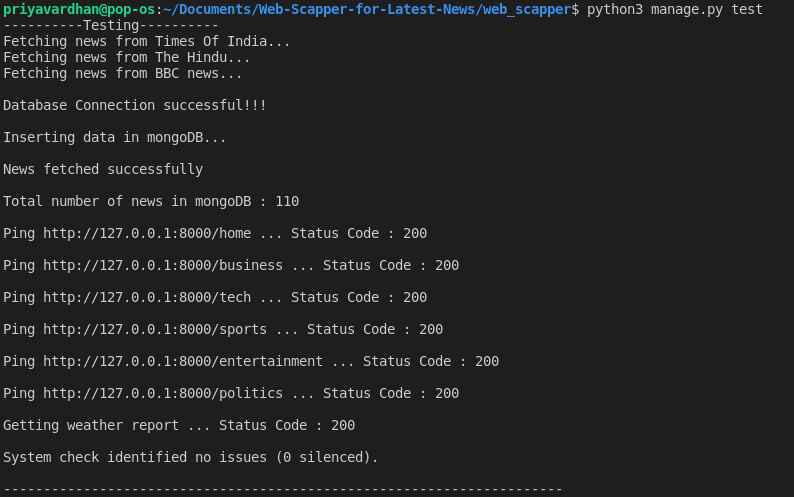 priyavardhan@pop-os:~/Documents/Web-Scapper-for-Latest-News/web_scapper$ python3 manage.py test
----------Testing----------
Fetching news from Times Of India...
Fetching news from The Hindu...
Fetching news from BBC news...
Database Connection successful!!!
Inserting data in mongoDB...
News fetched successfully
Total number of news in mongoDB : 110
Ping http://127.0.0.1:8000/home ... Status Code : 200
Ping http://127.0.0.1:8000/business ... Status Code : 200
Ping http://127.0.0.1:8000/tech ... Status Code : 200
Ping http://127.0.0.1:8000/sports ... Status Code : 200
Ping http://127.0.0.1:8000/entertainment ... Status Code : 200
Ping http://127.0.0.1:8000/politics ... Status Code : 200
Getting weather report ... Status Code : 200
System check identified no issues (0 silenced).
----------------------------------------------------------------------